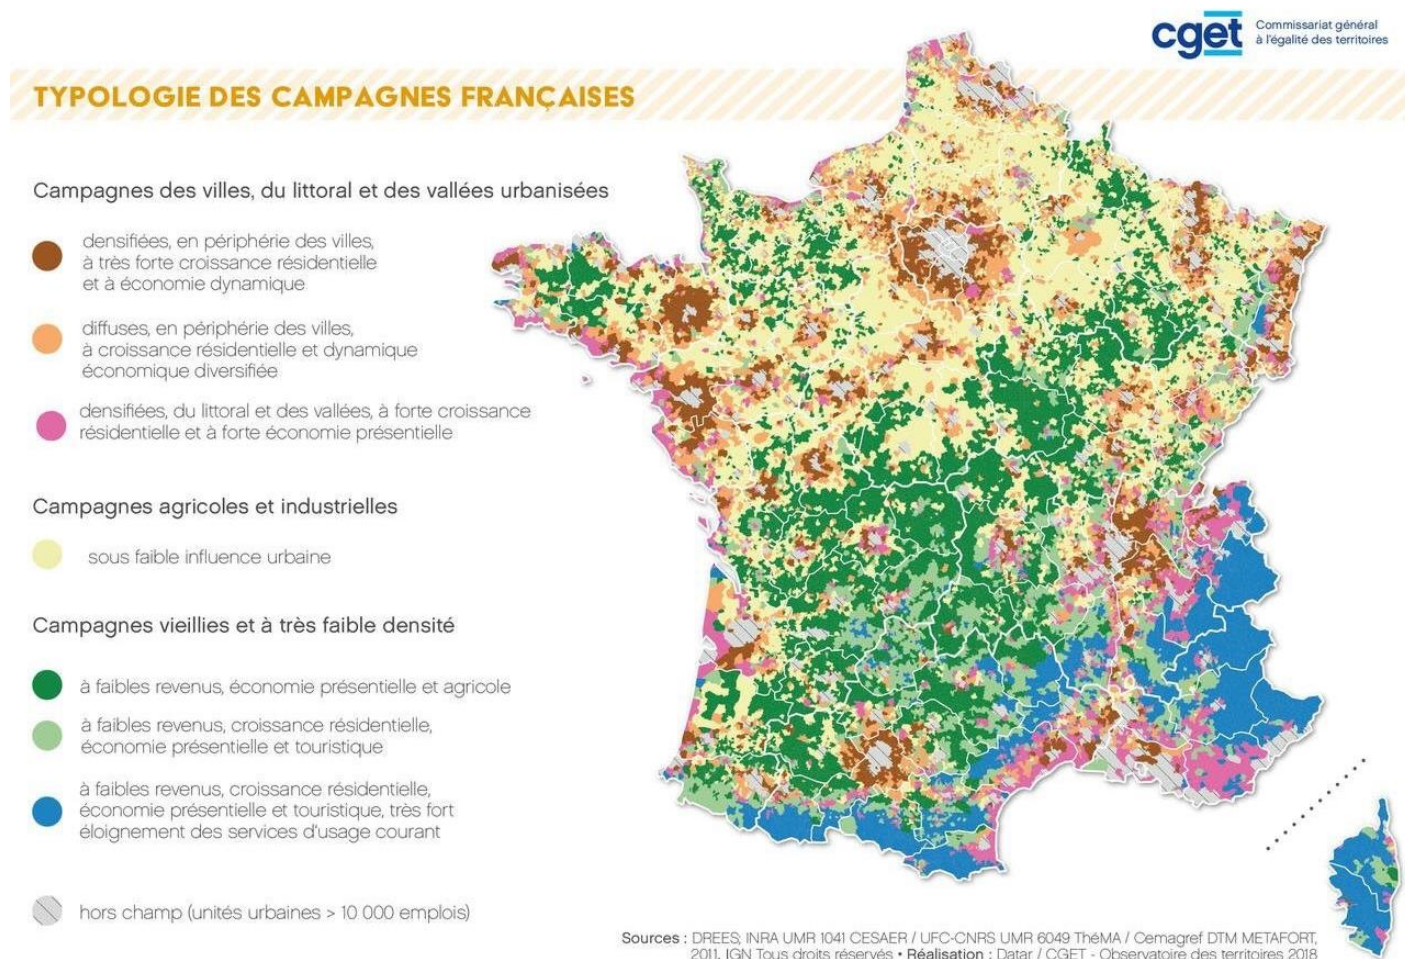 cget
Commissariat général
à l'égalité des territoires
TYPOLOGIE DES CAMPAGNES FRANÇAISES
Campagnes des villes, du littoral et des vallées urbanisées
densifiées, en périphérie des villes,
à très forte croissance résidentielle
et à économie dynamique
diffuses, en périphérie des villes,
à croissance résidentielle et dynamique
économique diversifiée
densifiées, du littoral et des vallées, à forte croissance
résidentielle et à forte économie présentielle
Campagnes agricoles et industrielles
sous faible influence urbaine
Campagnes vieillies et à très faible densité
à faibles revenus, économie présentielle et agricole
à faibles revenus, croissance résidentielle,
économie présentielle et touristique
à faibles revenus, croissance résidentielle,
économie présentielle et touristique, très fort
éloignement des services d'usage courant
hors champ (unités urbaines > 10 000 emplois)
Sources : DREES; INRA UMR 1041 CESAER / UFC-CNRS UMR 6049 ThéMA / Cemagref DTM METAFORT,
2011, IGN Tous droits réservés • Réalisation : Datar / CGET - Observatoire des territoires 2018